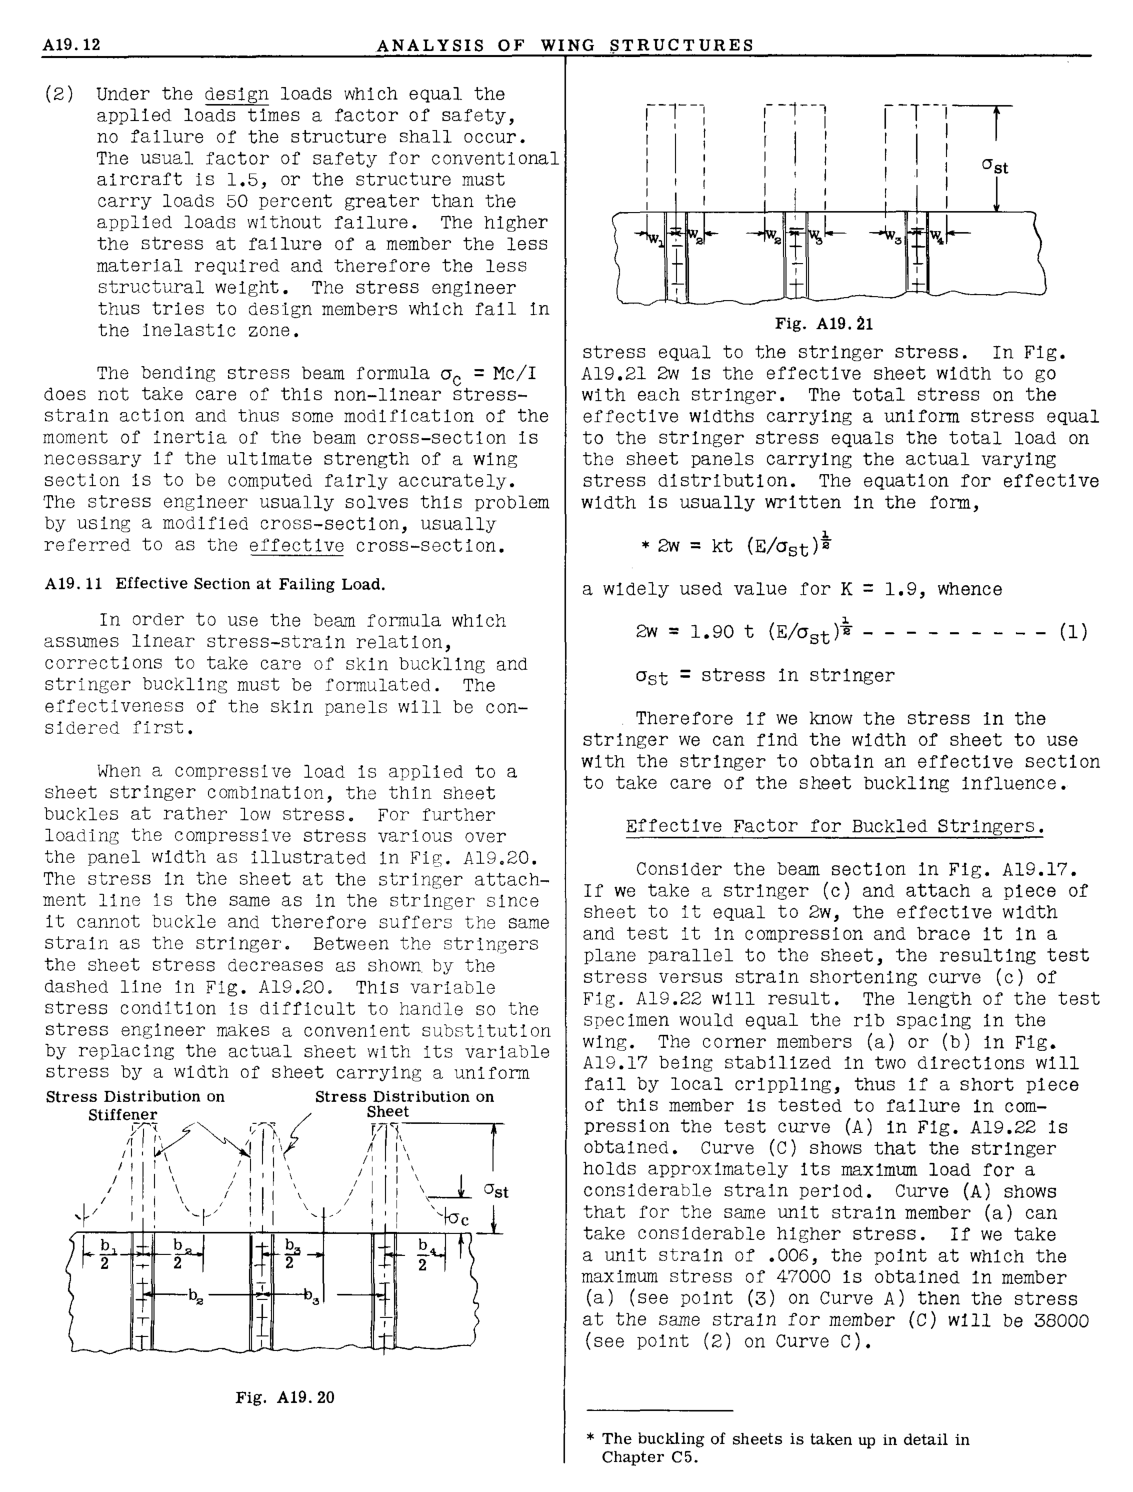 A19.12
ANALYSIS OF WING STRUCTURES
(2) Under the design loads which equal the
applied loads times a factor of safety,
no failure of the structure shall occur.
The usual factor of safety for conventional
aircraft is 1.5, or the structure must
carry loads 50 percent greater than the
applied loads without failure. The higher
the stress at failure of a member the less
material required and therefore the less
structural weight. The stress engineer
thus tries to design members which fail in
the inelastic zone.
The bending stress beam formula σc = Mc/I
does not take care of this non-linear stress-
strain action and thus some modification of the
moment of inertia of the beam cross-section is
necessary if the ultimate strength of a wing
section is to be computed fairly accurately.
The stress engineer usually solves this problem
by using a modified cross-section, usually
referred to as the effective cross-section.
A19.11 Effective Section at Failing Load.
In order to use the beam formula which
assumes linear stress-strain relation,
corrections to take care of skin buckling and
stringer buckling must be formulated. The
effectiveness of the skin panels will be con-
sidered first.
When a compressive load is applied to a
sheet stringer combination, the thin sheet
buckles at rather low stress. For further
loading the compressive stress various over
the panel width as illustrated in Fig. A19.20.
The stress in the sheet at the stringer attach-
ment line is the same as in the stringer since
it cannot buckle and therefore suffers the same
strain as the stringer. Between the stringers
the sheet stress decreases as shown by the
dashed line in Fig. A19.20. This variable
stress condition is difficult to handle so the
stress engineer makes a convenient substitution
by replacing the actual sheet with its variable
stress by a width of sheet carrying a uniform
Stress Distribution on
Stiffener
Stress Distribution on
Sheet
σst
σc
b1/2 b2/2 b3/2 b4/2
b2 b3
Fig. A19.20
σst
w1 w2 w2 w3 w3 w4
Fig. A19.21
stress equal to the stringer stress. In Fig.
A19.21 2w is the effective sheet width to go
with each stringer. The total stress on the
effective widths carrying a uniform stress equal
to the stringer stress equals the total load on
the sheet panels carrying the actual varying
stress distribution. The equation for effective
width is usually written in the form,
* 2w = kt (E/σst)½
a widely used value for K = 1.9, whence
2w = 1.90 t (E/σst)½ - - - - - - - - - - (1)
σst = stress in stringer
Therefore if we know the stress in the
stringer we can find the width of sheet to use
with the stringer to obtain an effective section
to take care of the sheet buckling influence.
Effective Factor for Buckled Stringers.
Consider the beam section in Fig. A19.17.
If we take a stringer (c) and attach a piece of
sheet to it equal to 2w, the effective width
and test it in compression and brace it in a
plane parallel to the sheet, the resulting test
stress versus strain shortening curve (c) of
Fig. A19.22 will result. The length of the test
specimen would equal the rib spacing in the
wing. The corner members (a) or (b) in Fig.
A19.17 being stabilized in two directions will
fail by local crippling, thus if a short piece
of this member is tested to failure in com-
pression the test curve (A) in Fig. A19.22 is
obtained. Curve (C) shows that the stringer
holds approximately its maximum load for a
considerable strain period. Curve (A) shows
that for the same unit strain member (a) can
take considerable higher stress. If we take
a unit strain of .006, the point at which the
maximum stress of 47000 is obtained in member
(a) (see point (3) on Curve A) then the stress
at the same strain for member (C) will be 38000
(see point (2) on Curve C).
* The buckling of sheets is taken up in detail in
Chapter C5.